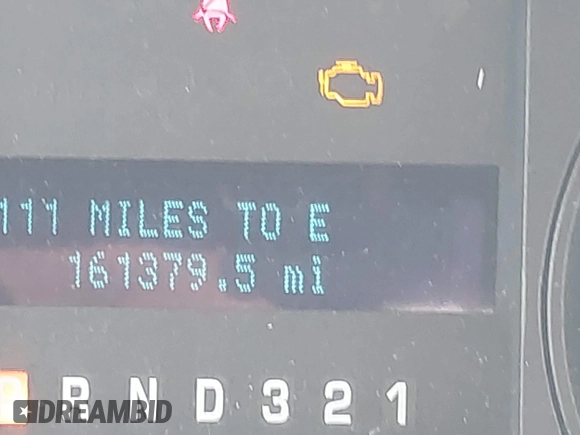 111 MILES TO E
161379.5 mi
P R N D 3 2 1
DREAMBID